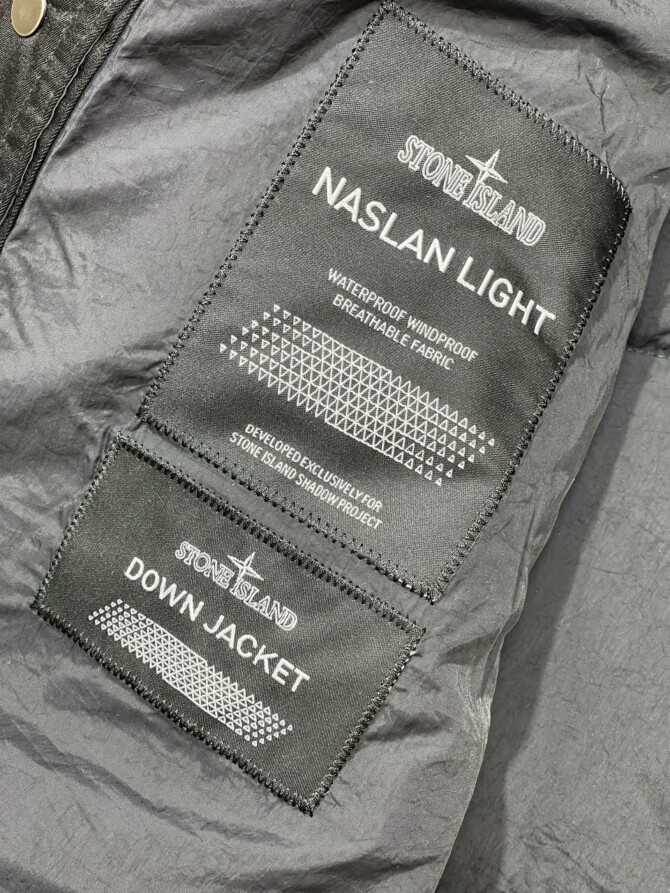 STONE ISLAND
NASLAN LIGHT
WATERPROOF WINDPROOF
BREATHABLE FABRIC
DEVELOPED EXCLUSIVELY FOR
STONE ISLAND SHADOW PROJECT
STONE ISLAND
DOWN JACKET